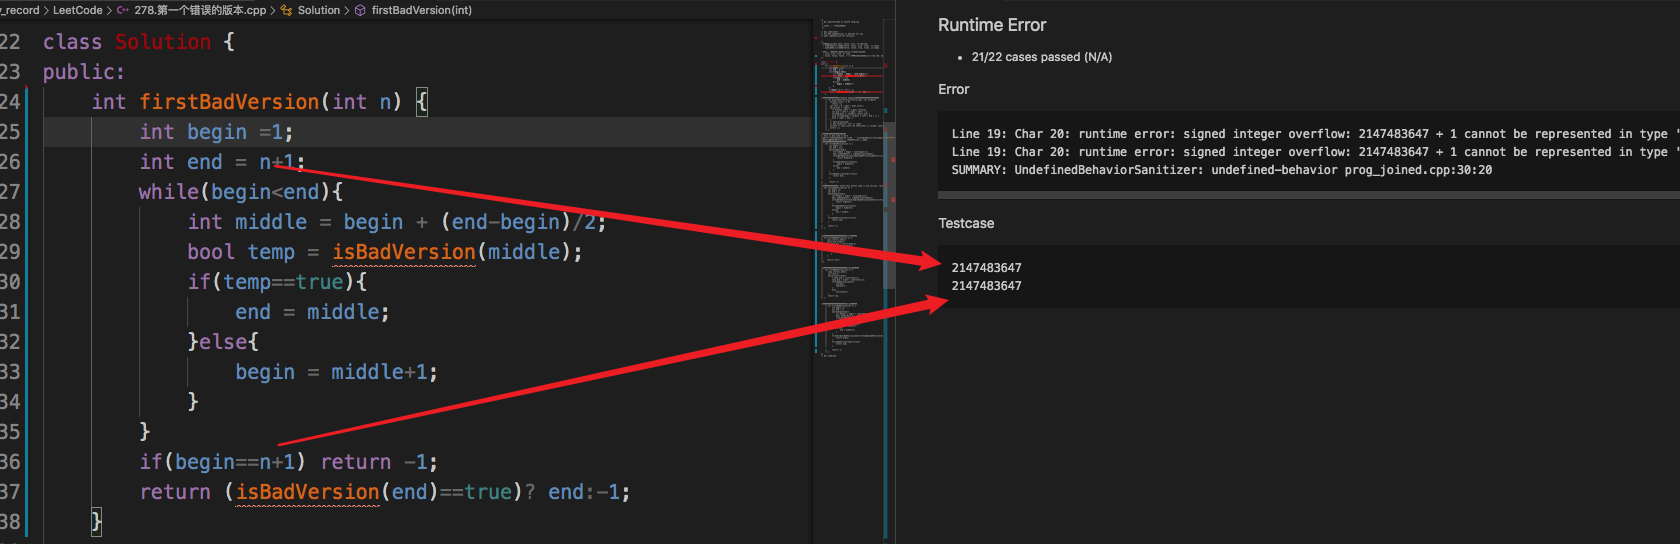 y_record > LeetCode > C++ 278.第一个错误的版本.cpp > Solution > firstBadVersion(int)
22 class Solution {
23 public:
24 int firstBadVersion(int n) {
25 int begin =1;
26 int end = n+1;
27 while(begin<end){
28 int middle = begin + (end-begin)/2;
29 bool temp = isBadVersion(middle);
30 if(temp==true){
31 end = middle;
32 }else{
33 begin = middle+1;
34 }
35 }
36 if(begin==n+1) return -1;
37 return (isBadVersion(end)==true)? end:-1;
38 }
Runtime Error
• 21/22 cases passed (N/A)
Error
Line 19: Char 20: runtime error: signed integer overflow: 2147483647 + 1 cannot be represented in type '
Line 19: Char 20: runtime error: signed integer overflow: 2147483647 + 1 cannot be represented in type '
SUMMARY: UndefinedBehaviorSanitizer: undefined-behavior prog_joined.cpp:30:20
Testcase
2147483647
2147483647